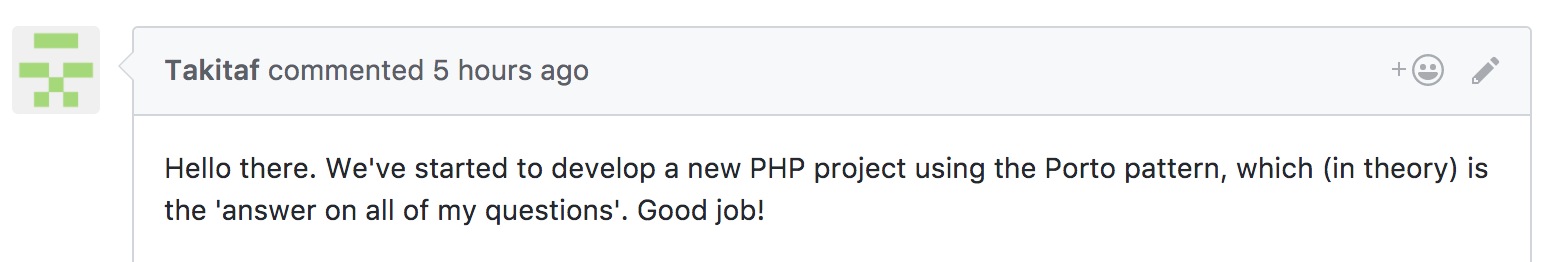 Takitaf commented 5 hours ago
Hello there. We've started to develop a new PHP project using the Porto pattern, which (in theory) is
the 'answer on all of my questions'. Good job!